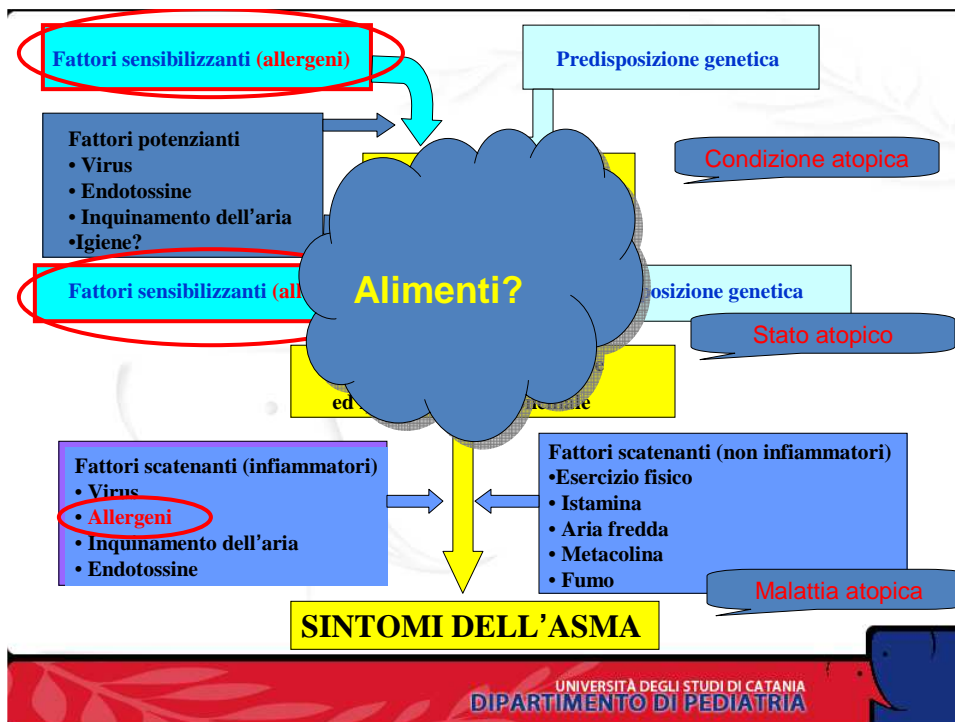 Fattori sensibilizzanti (allergeni)
Predisposizione genetica
Fattori potenzianti
• Virus
• Endotossine
• Inquinamento dell’aria
•Igiene?
Condizione atopica
Alimenti?
Fattori sensibilizzanti
genetica
Stato atopico
ed
Fattori scatenanti (infiammatori)
• Virus
• Allergeni
• Inquinamento dell’aria
• Endotossine
Fattori scatenanti (non infiammatori)
•Esercizio fisico
• Istamina
• Aria fredda
• Metacolina
• Fumo
Malattia atopica
SINTOMI DELL’ASMA
UNIVERSITÀ DEGLI STUDI DI CATANIA
DIPARTIMENTO DI PEDIATRIA